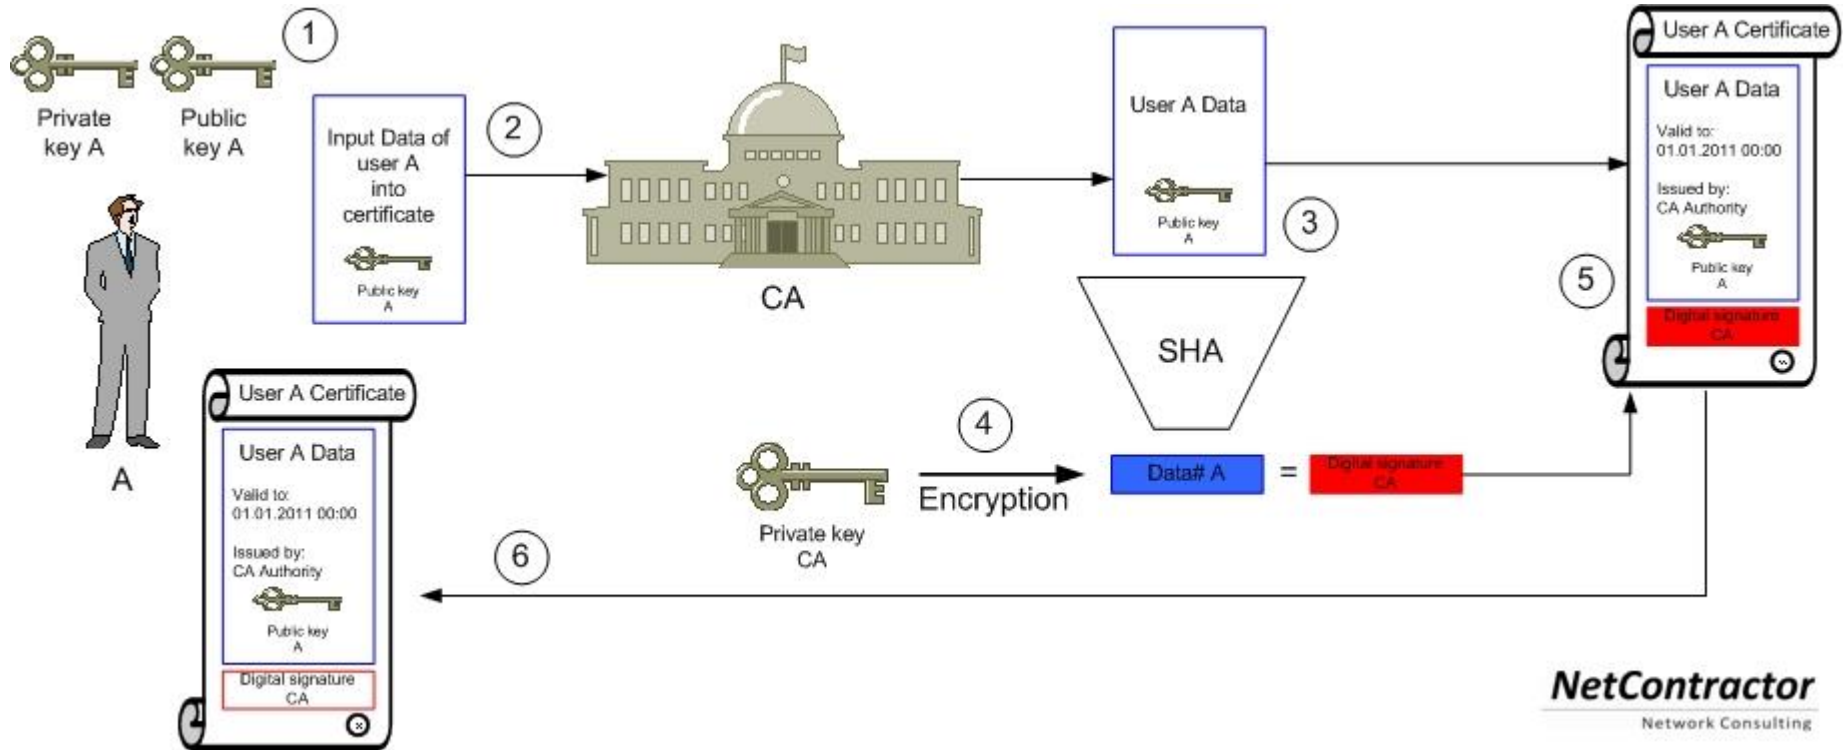 1
Private
key A
Public
key A
Input Data of
user A
into
certificate
Public key
A
2
CA
User A Data
Public key
A
3
User A Certificate
User A Data
Valid to:
01.01.2011 00:00
Issued by:
CA Authority
Public key
A
Digital signature
CA
5
SHA
A
4
Encryption
Private key
CA
Data# A
=
Digital signature
CA
6
User A Certificate
User A Data
Valid to:
01.01.2011 00:00
Issued by:
CA Authority
Public key
A
Digital signature
CA
NetContractor
Network Consulting